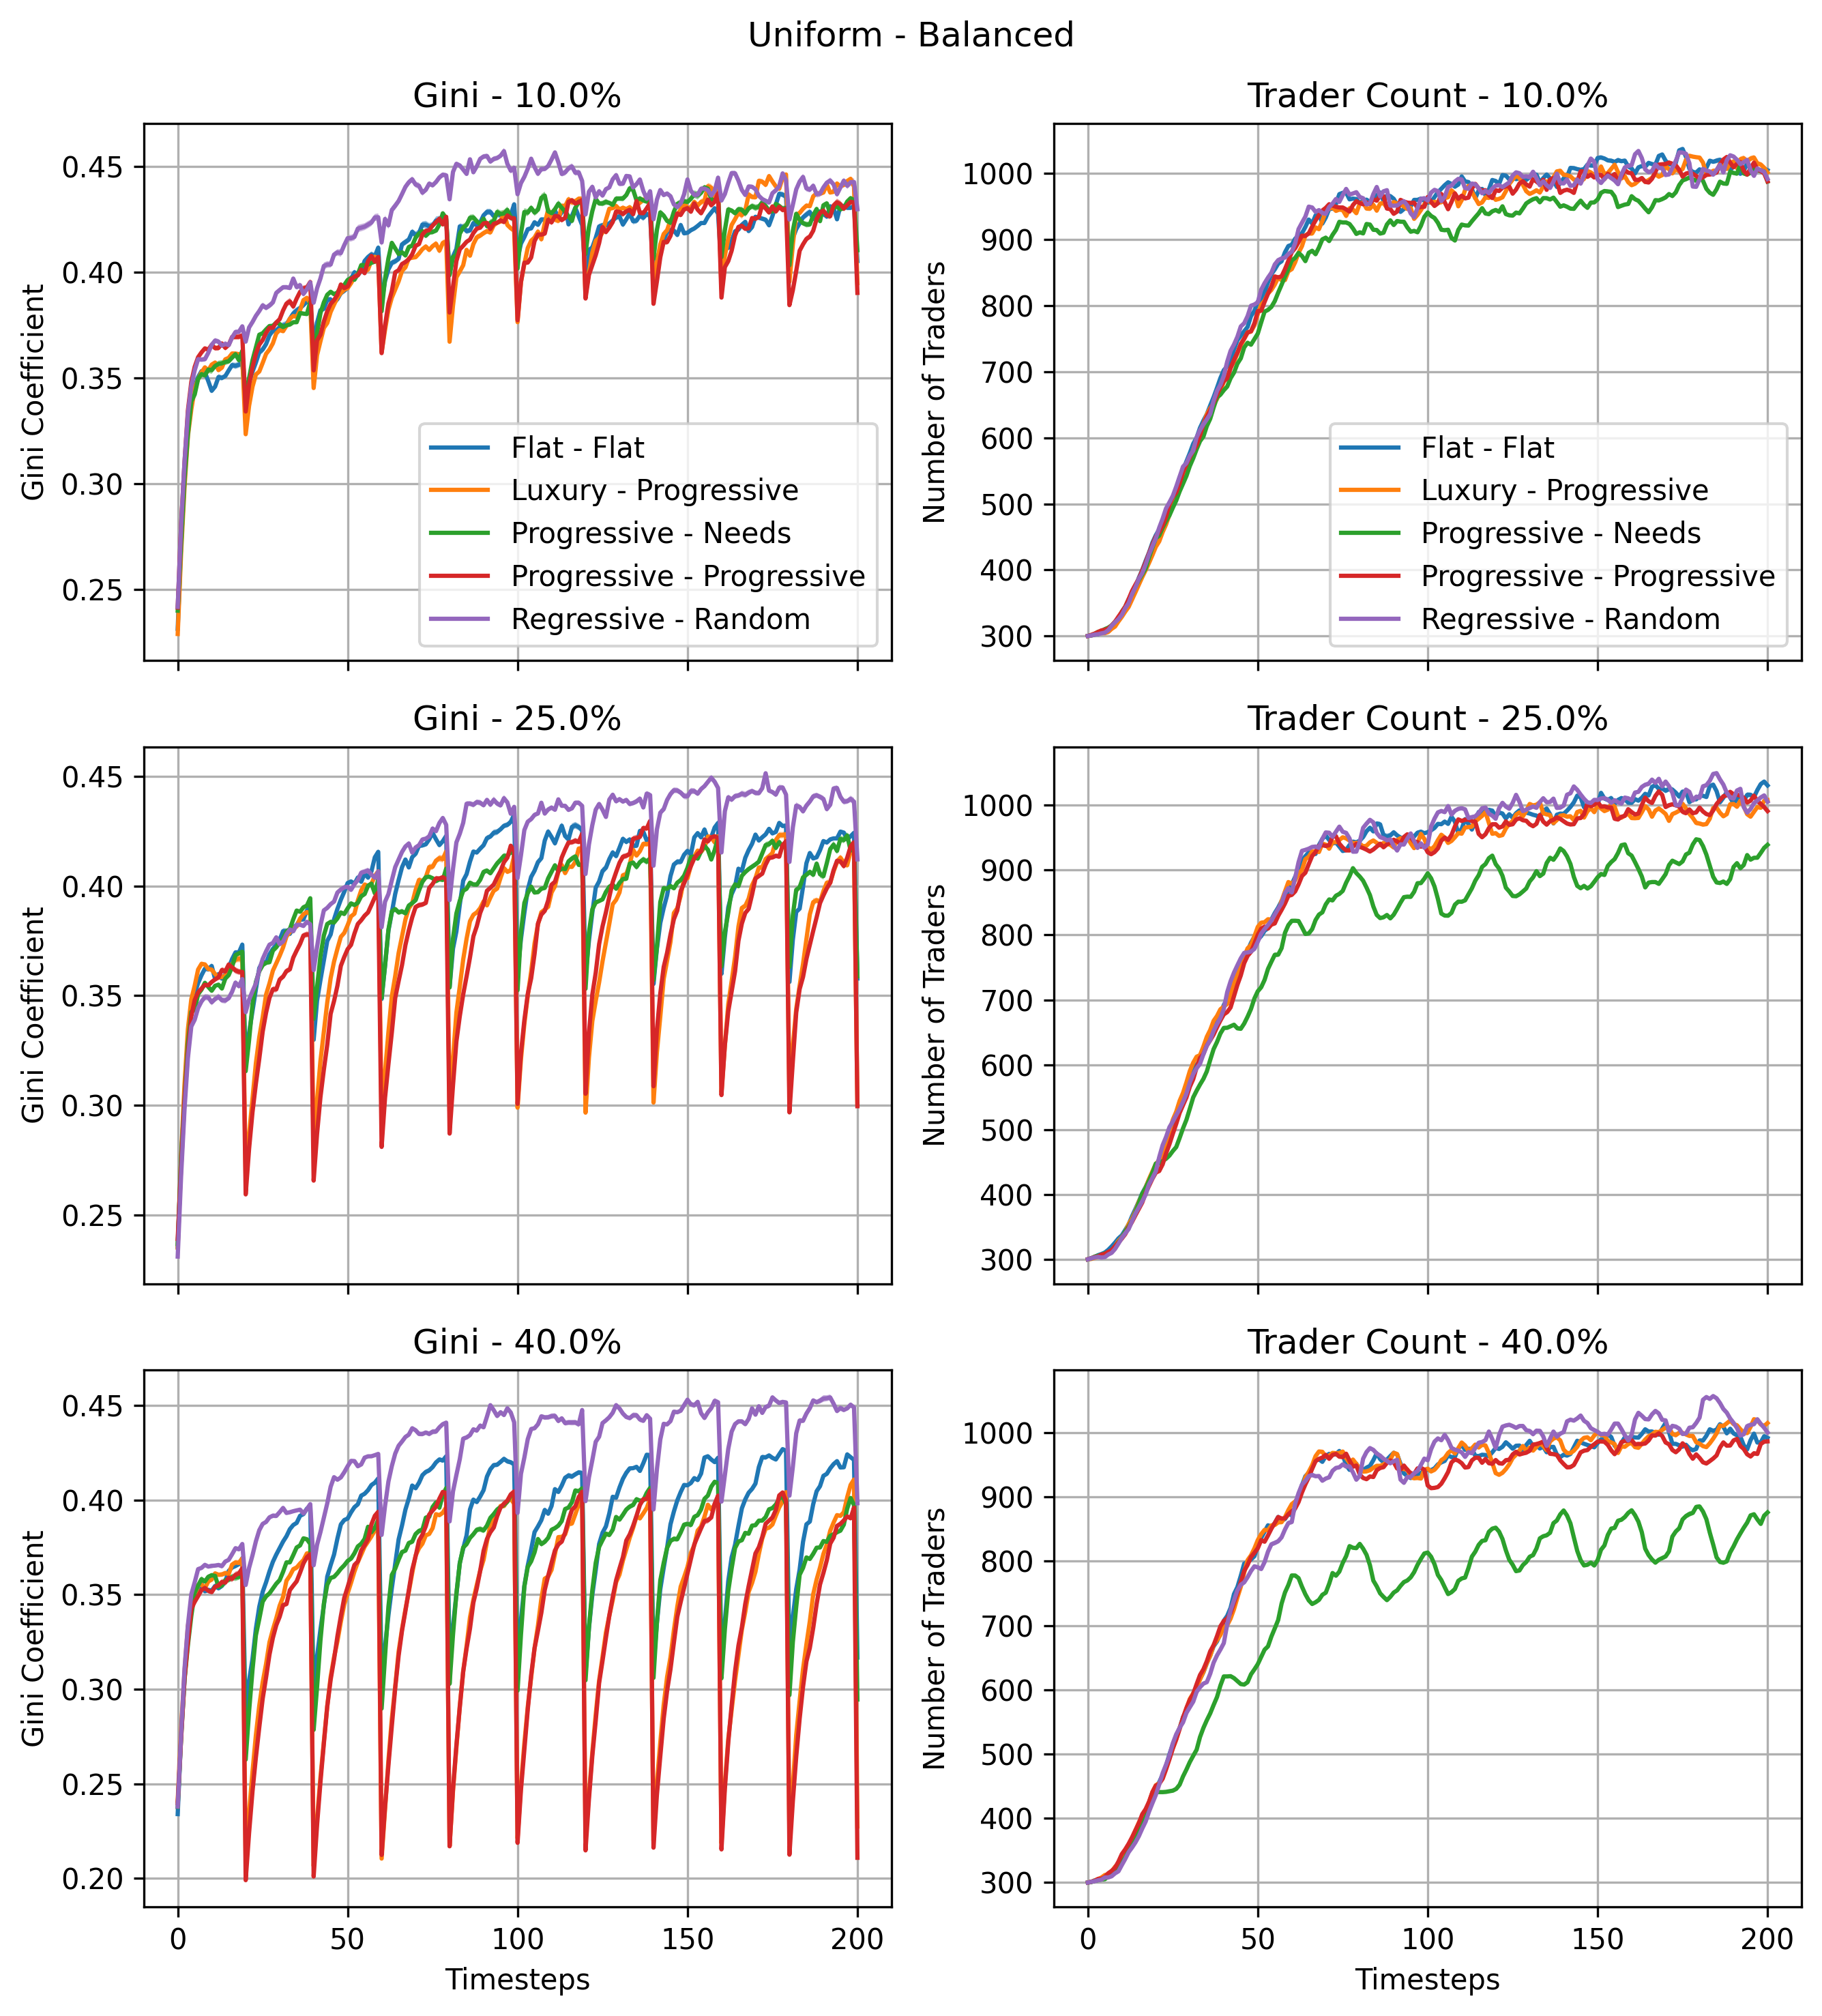 Uniform - Balanced
Gini - 10.0%
Gini Coefficient
0.45
0.40
0.35
0.30
0.25
Flat - Flat
Luxury - Progressive
Progressive - Needs
Progressive - Progressive
Regressive - Random
Trader Count - 10.0%
Number of Traders
1000
900
800
700
600
500
400
300
Flat - Flat
Luxury - Progressive
Progressive - Needs
Progressive - Progressive
Regressive - Random
Gini - 25.0%
Gini Coefficient
0.45
0.40
0.35
0.30
0.25
Trader Count - 25.0%
Number of Traders
1000
900
800
700
600
500
400
300
Gini - 40.0%
Gini Coefficient
0.45
0.40
0.35
0.30
0.25
0.20
0 50 100 150 200
Timesteps
Trader Count - 40.0%
Number of Traders
1000
900
800
700
600
500
400
300
0 50 100 150 200
Timesteps